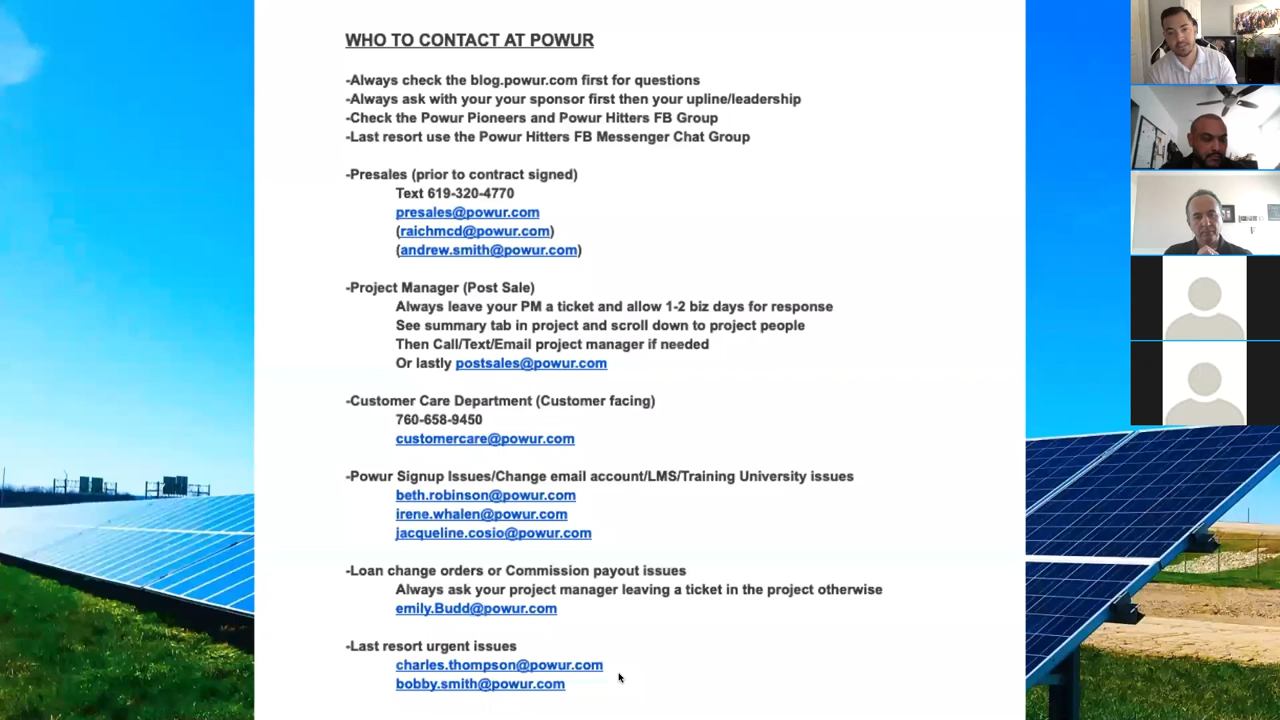 WHO TO CONTACT AT POWUR
-Always check the blog.powur.com first for questions
-Always ask with your your sponsor first then your upline/leadership
-Check the Powur Pioneers and Powur Hitters FB Group
-Last resort use the Powur Hitters FB Messenger Chat Group
-Presales (prior to contract signed)
Text 619-320-4770
presales@powur.com
(raichmcd@powur.com)
(andrew.smith@powur.com)
-Project Manager (Post Sale)
Always leave your PM a ticket and allow 1-2 biz days for response
See summary tab in project and scroll down to project people
Then Call/Text/Email project manager if needed
Or lastly postsales@powur.com
-Customer Care Department (Customer facing)
760-658-9450
customercare@powur.com
-Powur Signup Issues/Change email account/LMS/Training University issues
beth.robinson@powur.com
irene.whalen@powur.com
jacqueline.cosio@powur.com
-Loan change orders or Commission payout issues
Always ask your project manager leaving a ticket in the project otherwise
emily.Budd@powur.com
-Last resort urgent issues
charles.thompson@powur.com
bobby.smith@powur.com